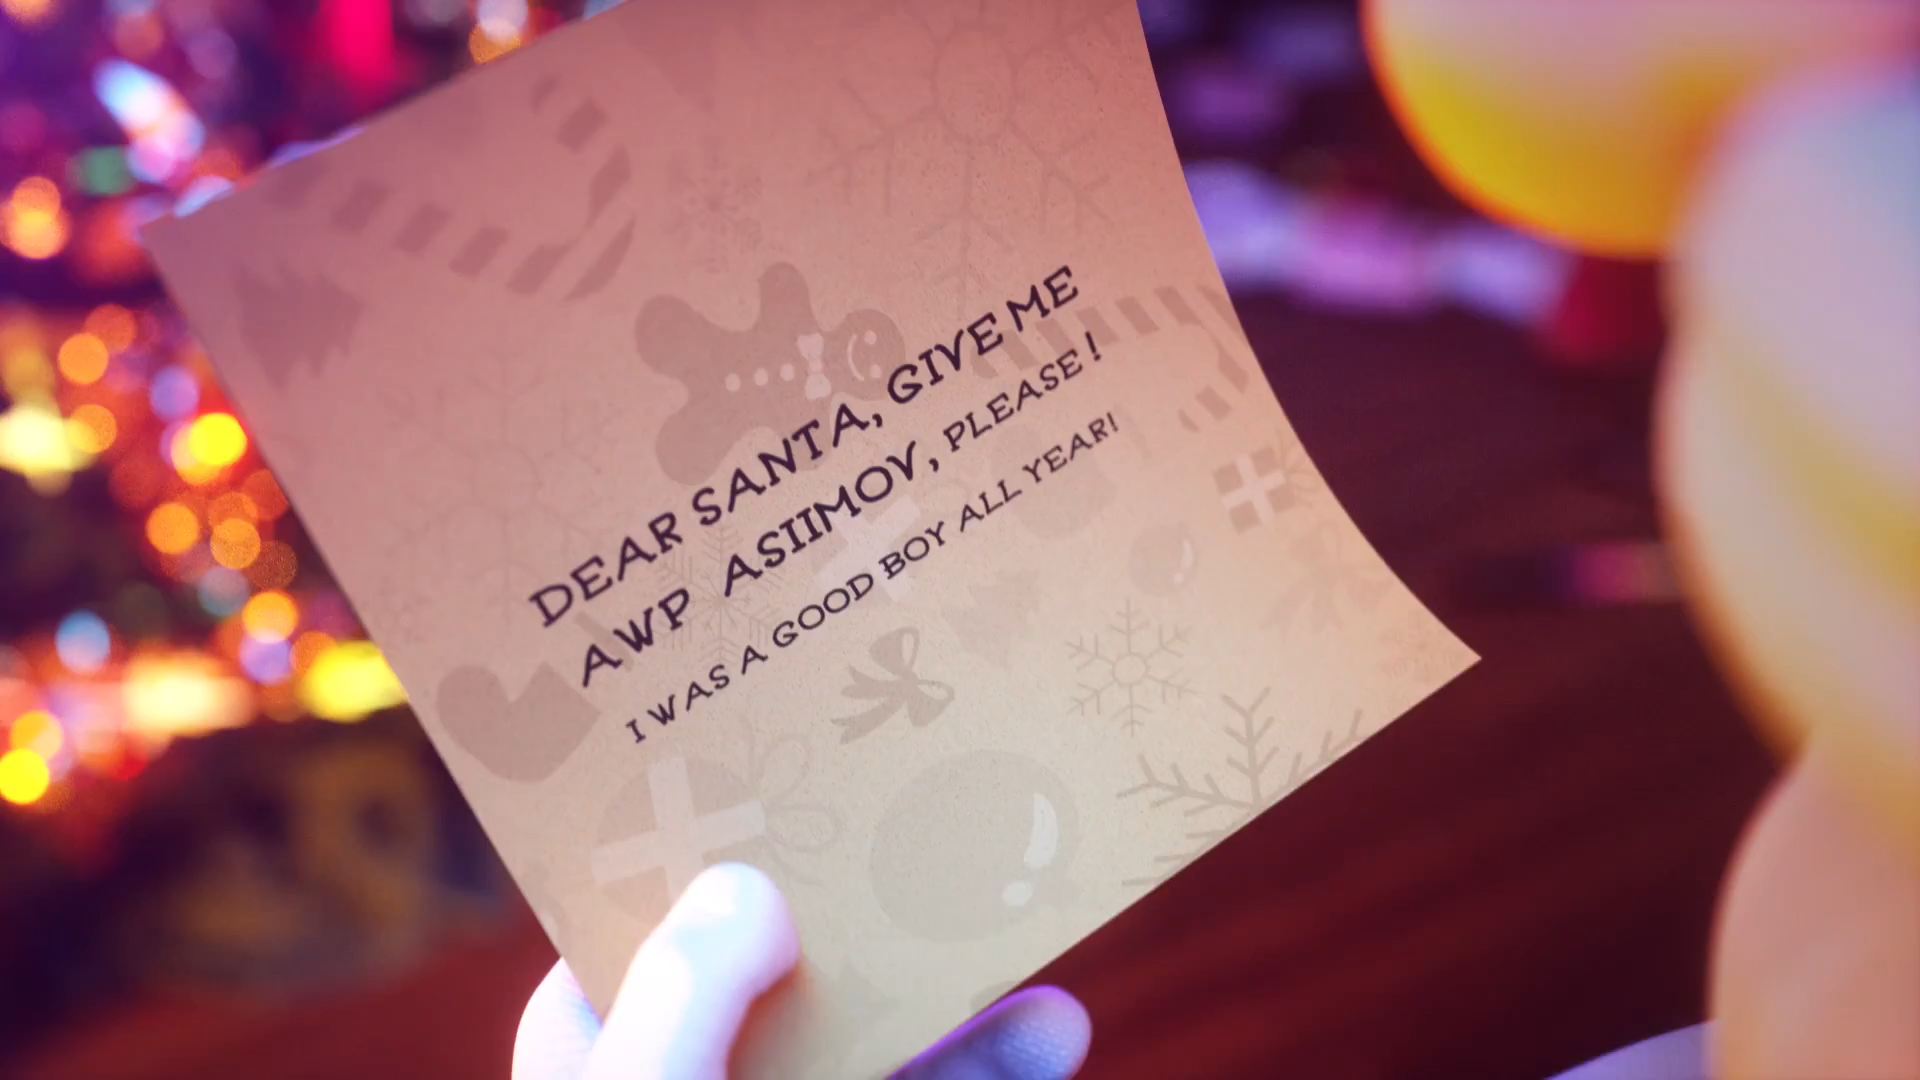 DEAR SANTA, GIVE ME
AWP ASIIMOV, PLEASE!
I WAS A GOOD BOY ALL YEAR!